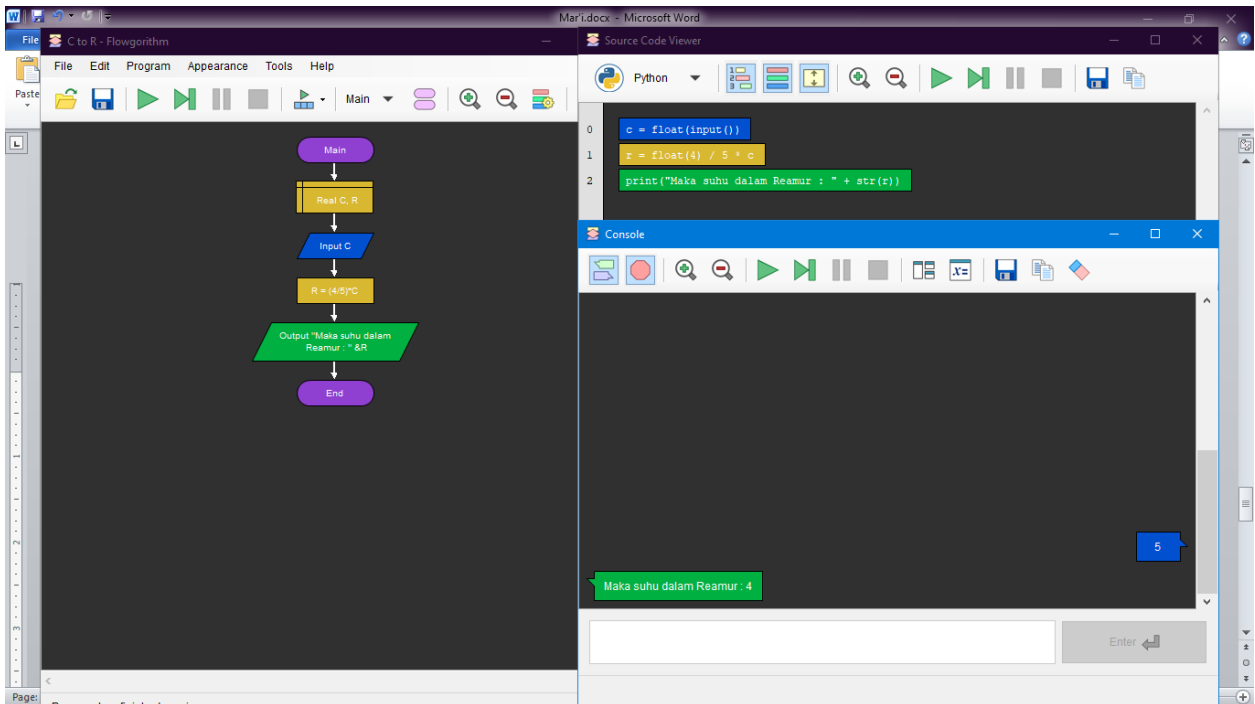 Mar'i.docx - Microsoft Word
File
Paste
C to R - Flowgorithm
File Edit Program Appearance Tools Help
Main
Main
Real C, R
Input C
R = (4/5)*C
Output "Maka suhu dalam
Reamur : " &R
End
Source Code Viewer
Python
0 c = float(input())
1 r = float(4) / 5 * c
2 print("Maka suhu dalam Reamur : " + str(r))
Console
5
Maka suhu dalam Reamur : 4
Enter
Page: